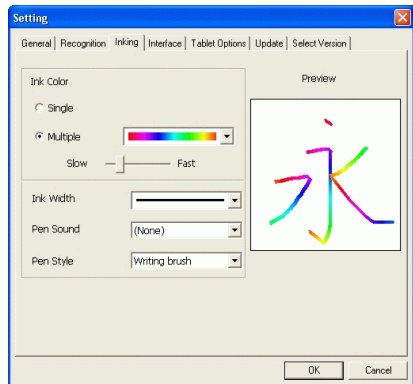 Setting
General Recognition Inking Interface Tablet Options Update Select Version
Ink Color
Preview
Single
Multiple
Slow Fast
永
Ink Width
Pen Sound (None)
Pen Style Writing brush
OK Cancel